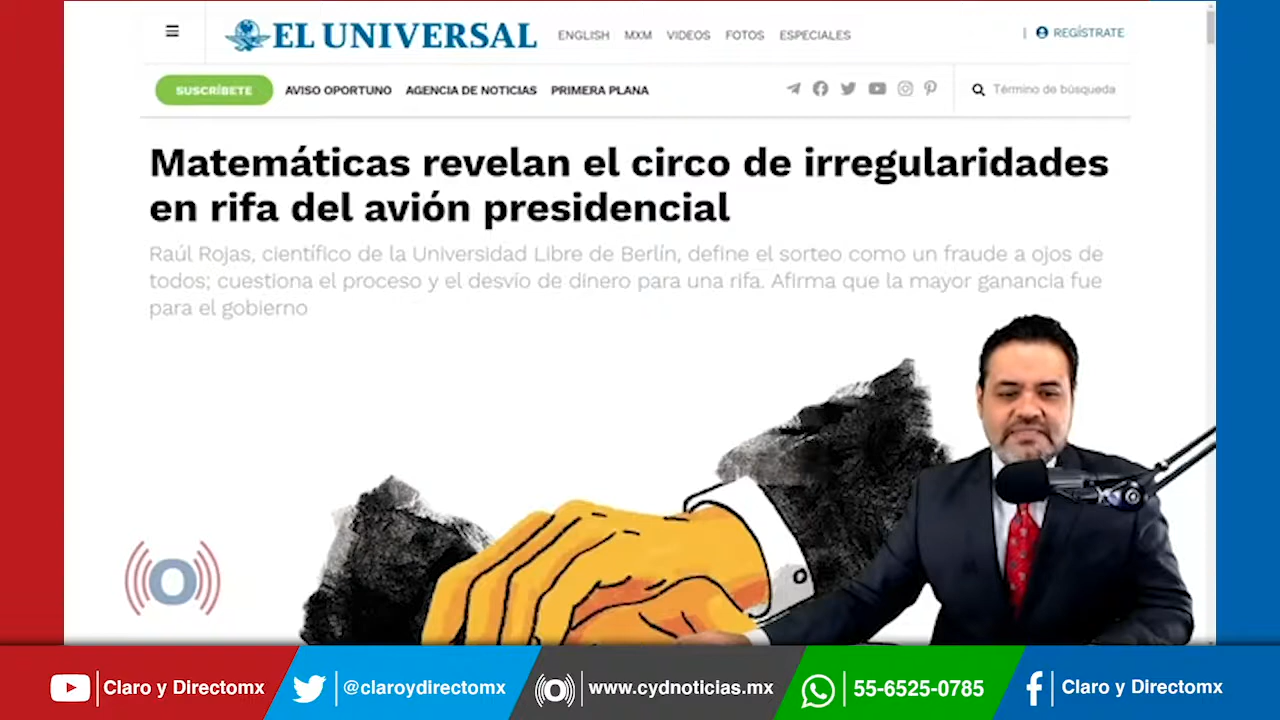 EL UNIVERSAL
ENGLISH MXM VIDEOS FOTOS ESPECIALES
| REGÍSTRATE
SUSCRÍBETE AVISO OPORTUNO AGENCIA DE NOTICIAS PRIMERA PLANA
Término de búsqueda
Matemáticas revelan el circo de irregularidades
en rifa del avión presidencial
Raúl Rojas, científico de la Universidad Libre de Berlín, define el sorteo como un fraude a ojos de
todos; cuestiona el proceso y el desvío de dinero para una rifa. Afirma que la mayor ganancia fue
para el gobierno
Claro y Directomx
@claroydirectomx
www.cydnoticias.mx
55-6525-0785
Claro y Directomx